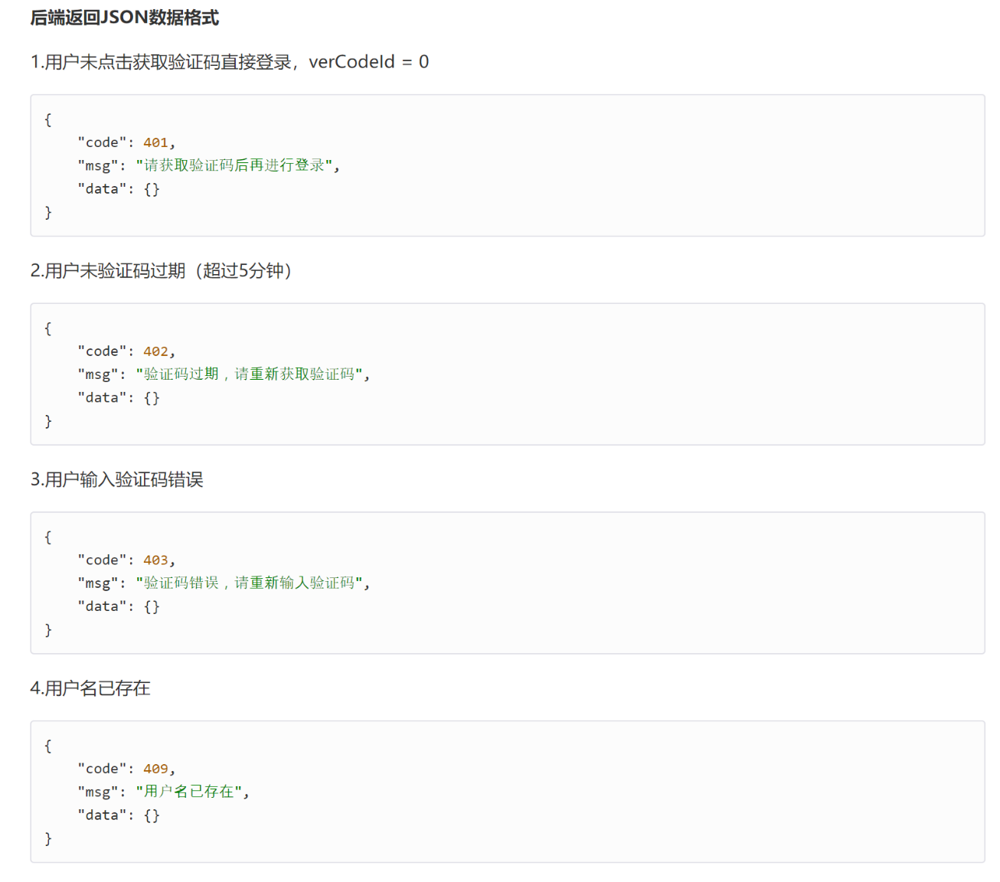 后端返回JSON数据格式
1.用户未点击获取验证码直接登录，verCodeId = 0
{
    "code": 401,
    "msg": "请获取验证码后再进行登录",
    "data": {}
}
2.用户未验证码过期（超过5分钟）
{
    "code": 402,
    "msg": "验证码过期，请重新获取验证码",
    "data": {}
}
3.用户输入验证码错误
{
    "code": 403,
    "msg": "验证码错误，请重新输入验证码",
    "data": {}
}
4.用户名已存在
{
    "code": 409,
    "msg": "用户名已存在",
    "data": {}
}